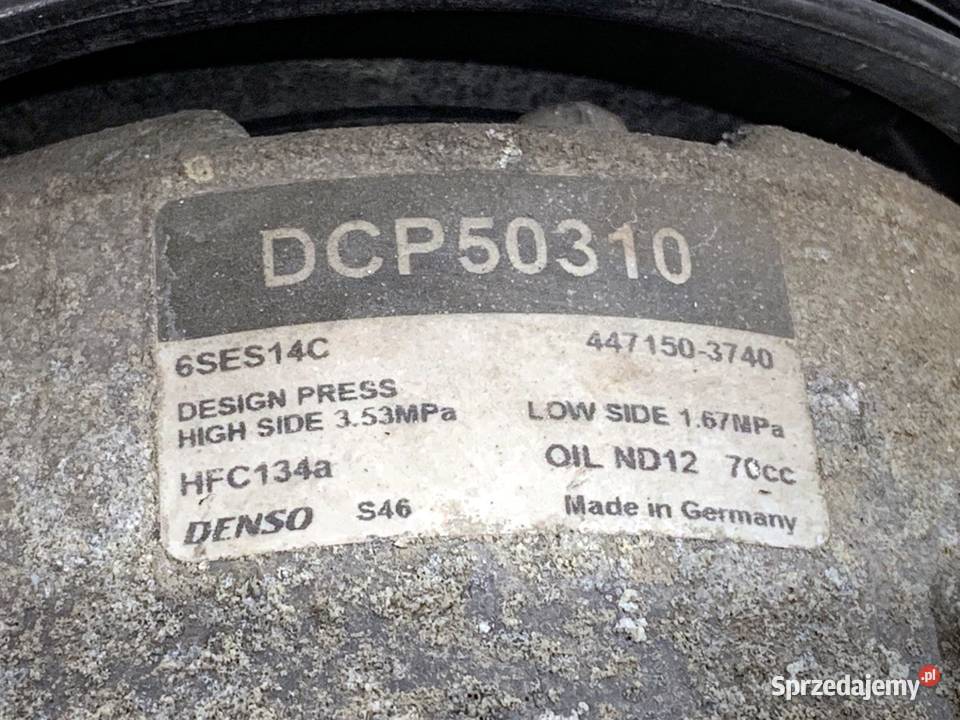 DCP50310
6SES14C 447150-3740
DESIGN PRESS
HIGH SIDE 3.53MPa LOW SIDE 1.67MPa
HFC134a OIL ND12 70cc
DENSO S46 Made in Germany
Sprzedajemy.pl